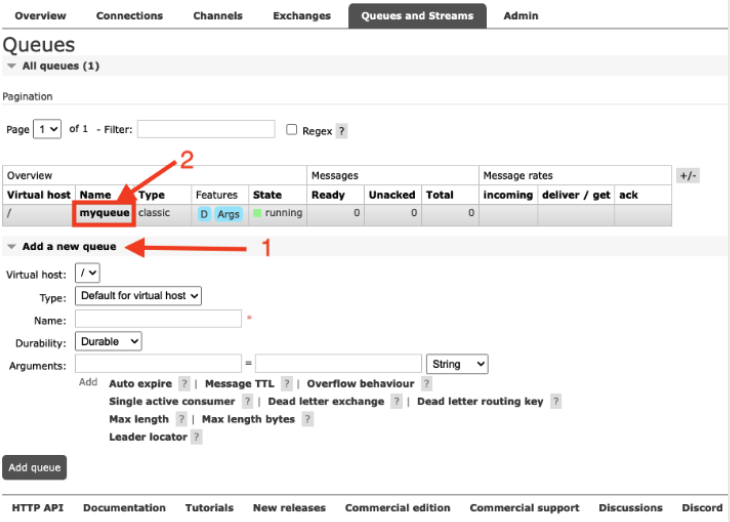 Overview Connections Channels Exchanges Queues and Streams Admin
Queues
All queues (1)
Pagination
Page 1 of 1 - Filter: Regex ?
2
Overview Messages Message rates +/-
Virtual host Name Type Features State Ready Unacked Total incoming deliver / get ack
/ myqueue classic D Args running 0 0 0
Add a new queue 1
Virtual host: /
Type: Default for virtual host
Name: *
Durability: Durable
Arguments: = String
Add Auto expire ? | Message TTL ? | Overflow behaviour ?
Single active consumer ? | Dead letter exchange ? | Dead letter routing key ?
Max length ? | Max length bytes ?
Leader locator ?
Add queue
HTTP API Documentation Tutorials New releases Commercial edition Commercial support Discussions Discord